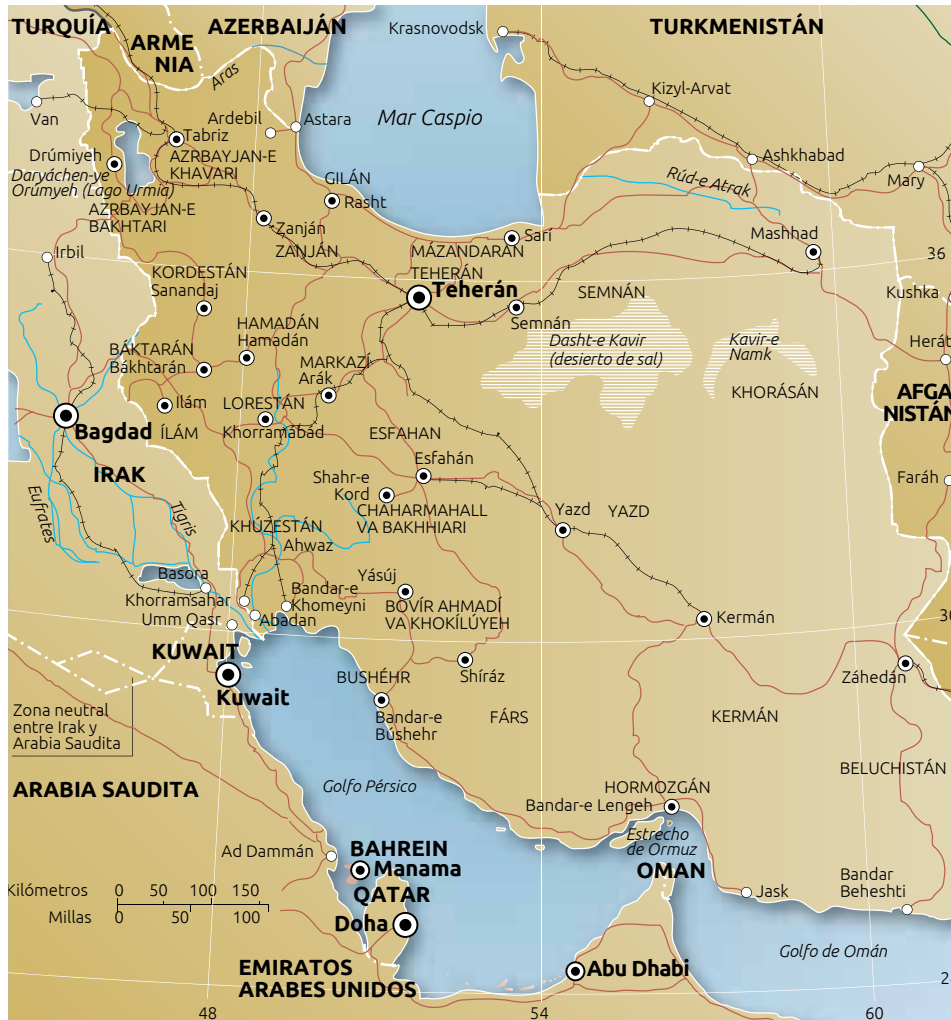 TURQUÍA
AZERBAIJÁN
Krasnovodsk
TURKMENISTÁN
ARME
NIA
Aras
Kizyl-Arvat
Van
Ardebil
Astara
Mar Caspio
Tabriz
Drúmiyeh
Daryáchen-ye
Orúmyeh (Lago Urmia)
AZRBAYJAN-E
KHAVARI
Ashkhabad
GILÁN
Rúd-e Atrak
Mary
AZRBAYJAN-E
BAKHTARI
Rasht
Zanján
ZANJÁN
Sari
Mashhad
Irbil
MÁZANDARÁN
36
KORDESTÁN
Sanandaj
TEHERÁN
Teherán
SEMNÁN
Kushka
Semnán
HAMADÁN
Hamadán
Dasht-e Kavir
(desierto de sal)
Kavir-e
Namk
Herát
BÁKTARÁN
Bákhtarán
MARKAZÍ
Arák
KHORÁSÁN
AFGA
NISTÁN
Ilám
LORESTÁN
Bagdad
ÍLÁM
Khorramábád
ESFAHAN
IRAK
Esfahán
Shahr-e
Kord
Faráh
Eufrates
Tigris
CHAHARMAHALL
VA BAKHHIARI
Yazd
YAZD
KHÚZESTÁN
Ahwaz
Basora
Yásúj
Khorramsahar
Bandar-e
Khomeyni
BOVÍR AHMADÍ
VA KHOKÍLÚYEH
Umm Qasr
Abadan
Kermán
30
KUWAIT
Kuwait
BUSHÉHR
Shíráz
Záhedán
Zona neutral
entre Irak y
Arabia Saudita
Bandar-e
Búshehr
FÁRS
KERMÁN
BELUCHISTÁN
ARABIA SAUDITA
Golfo Pérsico
HORMOZGÁN
Bandar-e Lengeh
Estrecho
de Ormuz
Ad Dammán
BAHREIN
Manama
OMAN
Bandar
Beheshti
Kilómetros 0 50 100 150
Millas 0 50 100
QATAR
Doha
Jask
Golfo de Omán
EMIRATOS
ARABES UNIDOS
Abu Dhabi
2
48
54
60